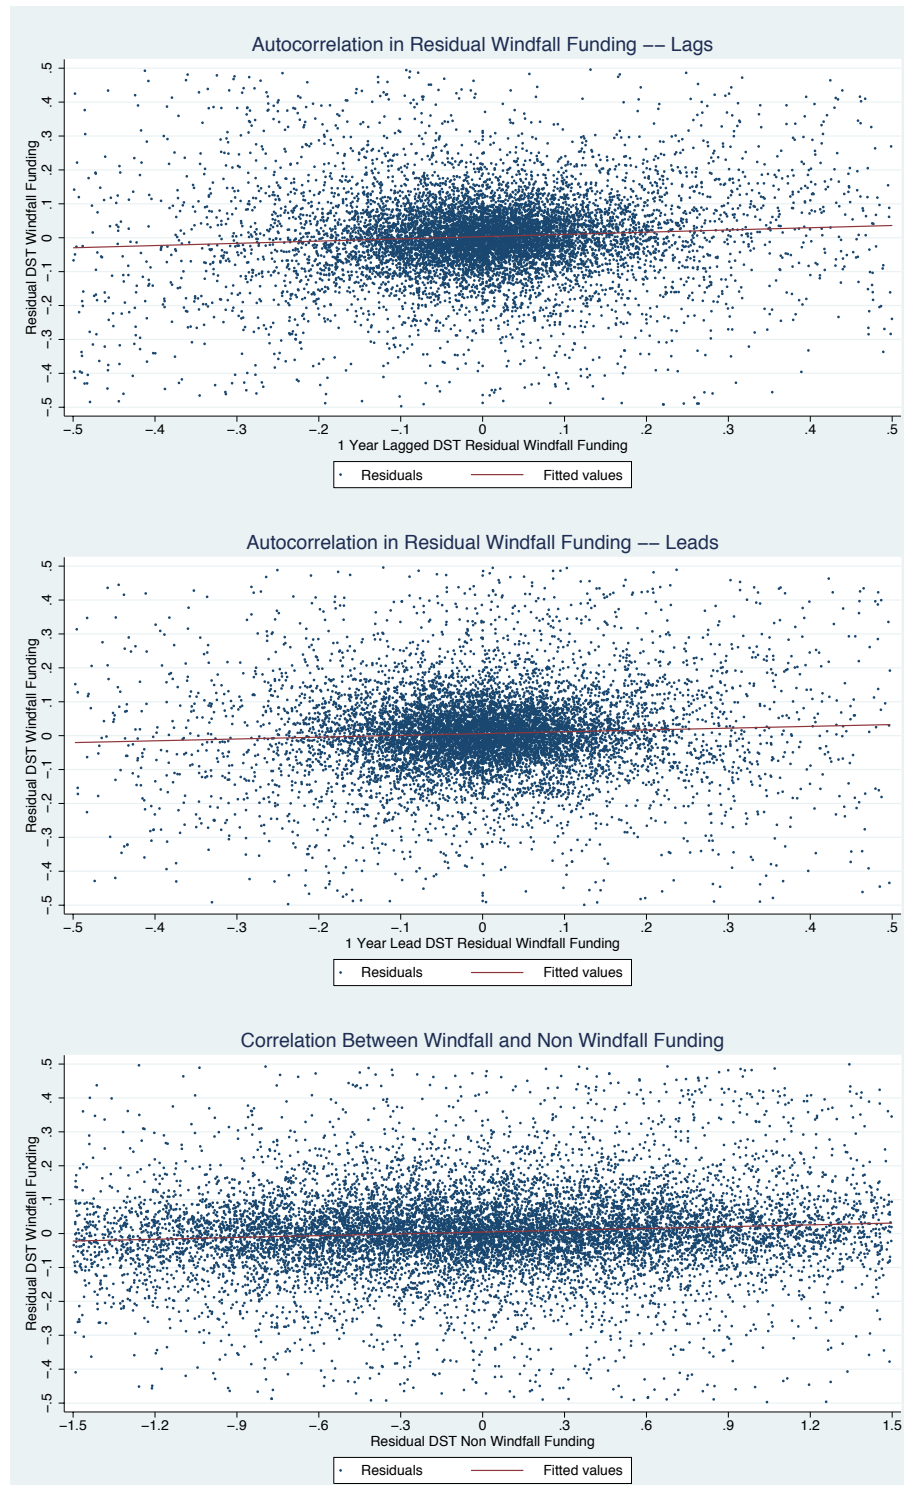 Autocorrelation in Residual Windfall Funding −− Lags
Residual DST Windfall Funding
.5
.4
.3
.2
.1
0
−.1
−.2
−.3
−.4
−.5
−.5 −.4 −.3 −.2 −.1 0 .1 .2 .3 .4 .5
1 Year Lagged DST Residual Windfall Funding
Residuals Fitted values
Autocorrelation in Residual Windfall Funding −− Leads
Residual DST Windfall Funding
.5
.4
.3
.2
.1
0
−.1
−.2
−.3
−.4
−.5
−.5 −.4 −.3 −.2 −.1 0 .1 .2 .3 .4 .5
1 Year Lead DST Residual Windfall Funding
Residuals Fitted values
Correlation Between Windfall and Non Windfall Funding
Residual DST Windfall Funding
.5
.4
.3
.2
.1
0
−.1
−.2
−.3
−.4
−.5
−1.5 −1.2 −.9 −.6 −.3 0 .3 .6 .9 1.2 1.5
Residual DST Non Windfall Funding
Residuals Fitted values